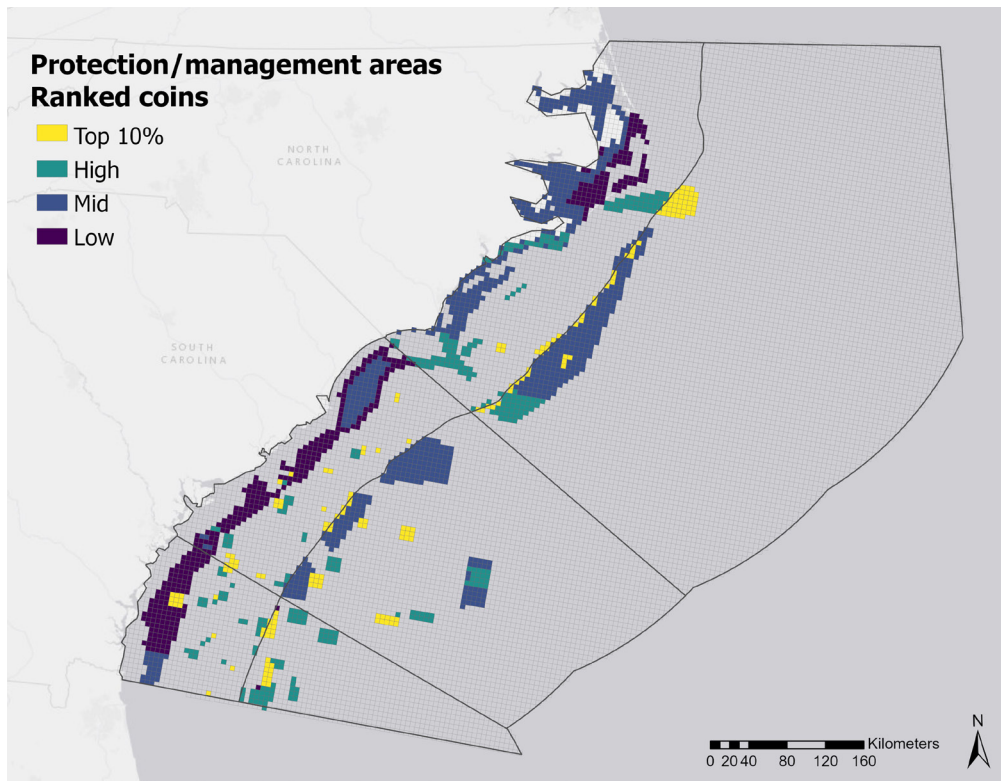 Protection/management areas
Ranked coins
Top 10%
High
Mid
Low
NORTH
CAROLINA
SOUTH
CAROLINA
N
Kilometers
0 20 40 80 120 160